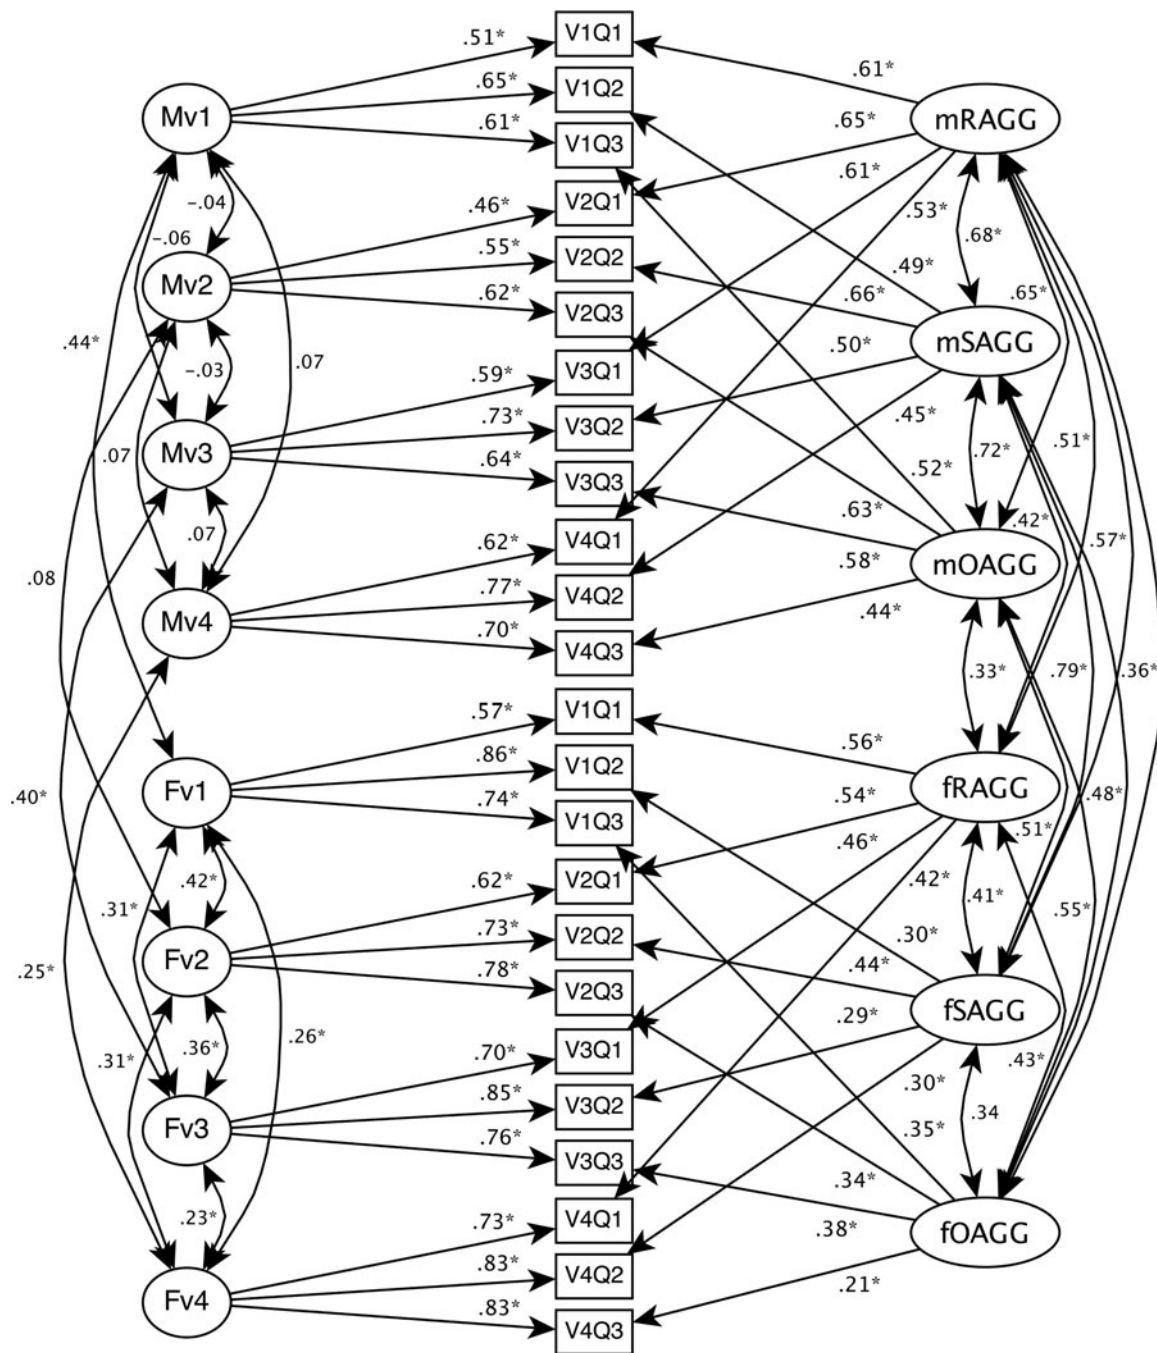 .51* V1Q1
.61*
.65* V1Q2
Mv1 mRAGG
.61* V1Q3 .65*
.61*
-.04 .46* V2Q1 .53*
-.06 .68*
.55* V2Q2 .49*
Mv2 .65*
.62* V2Q3 .66*
.44* .07 mSAGG
-.03 .59* V3Q1 .50*
.73* V3Q2 .45*
.07 Mv3 .72* .51*
.64* V3Q3 .52*
.63* .42*
.07 .62* V4Q1 .57*
.08 .58* mOAGG
.77* V4Q2
Mv4 .44*
.70* V4Q3
.33* .79* .36*
.57* V1Q1
.56*
.86* V1Q2
Fv1 fRAGG
.40* .74* V1Q3 .54* .48*
.46* .51*
.42* .62* V2Q1 .42*
.31* .41* .55*
.73* V2Q2 .30*
Fv2
.25* .78* V2Q3 .44*
fSAGG
.31* .36* .26* .70* V3Q1 .29*
.85* V3Q2 .30* .43*
Fv3 .34
.76* V3Q3 .35*
.34*
.23* .73* V4Q1 .38*
fOAGG
.83* V4Q2 .21*
Fv4
.83* V4Q3